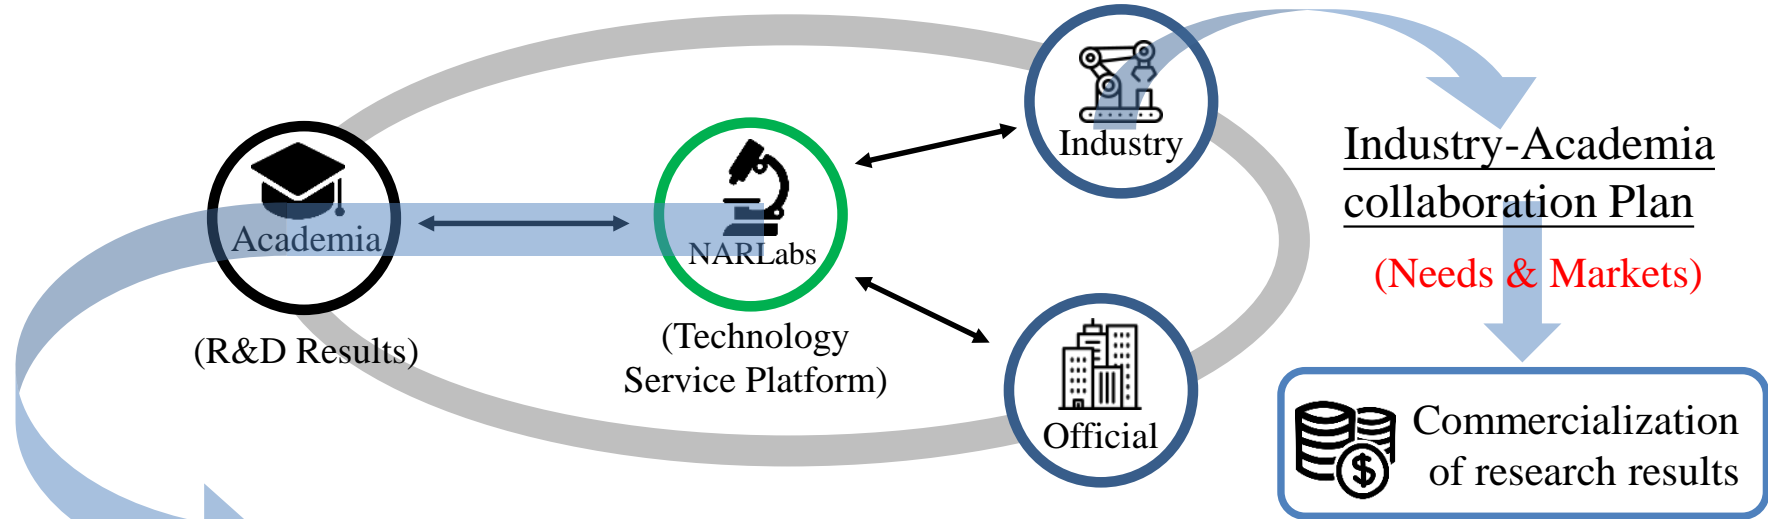 Academia
(R&D Results)
NARLabs
(Technology
Service Platform)
Industry
Official
Industry-Academia
collaboration Plan
(Needs & Markets)
$
Commercialization
of research results